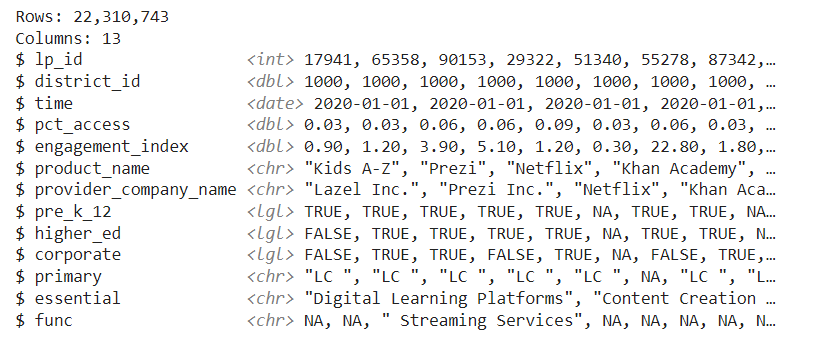 Rows: 22,310,743
Columns: 13
$ lp_id                 <int> 17941, 65358, 90153, 29322, 51340, 55278, 87342,…
$ district_id           <dbl> 1000, 1000, 1000, 1000, 1000, 1000, 1000, 1000, …
$ time                  <date> 2020-01-01, 2020-01-01, 2020-01-01, 2020-01-01,…
$ pct_access            <dbl> 0.03, 0.03, 0.06, 0.06, 0.09, 0.03, 0.06, 0.03, …
$ engagement_index      <dbl> 0.90, 1.20, 3.90, 5.10, 1.20, 0.30, 22.80, 1.80,…
$ product_name          <chr> "Kids A-Z", "Prezi", "Netflix", "Khan Academy", …
$ provider_company_name <chr> "Lazel Inc.", "Prezi Inc.", "Netflix", "Khan Aca…
$ pre_k_12              <lgl> TRUE, TRUE, TRUE, TRUE, TRUE, NA, TRUE, TRUE, NA…
$ higher_ed             <lgl> FALSE, TRUE, TRUE, TRUE, TRUE, NA, TRUE, TRUE, N…
$ corporate             <lgl> FALSE, TRUE, TRUE, FALSE, TRUE, NA, FALSE, TRUE,…
$ primary               <chr> "LC ", "LC ", "LC ", "LC ", "LC ", NA, "LC ", "L…
$ essential             <chr> "Digital Learning Platforms", "Content Creation …
$ func                  <chr> NA, NA, " Streaming Services", NA, NA, NA, NA, N…